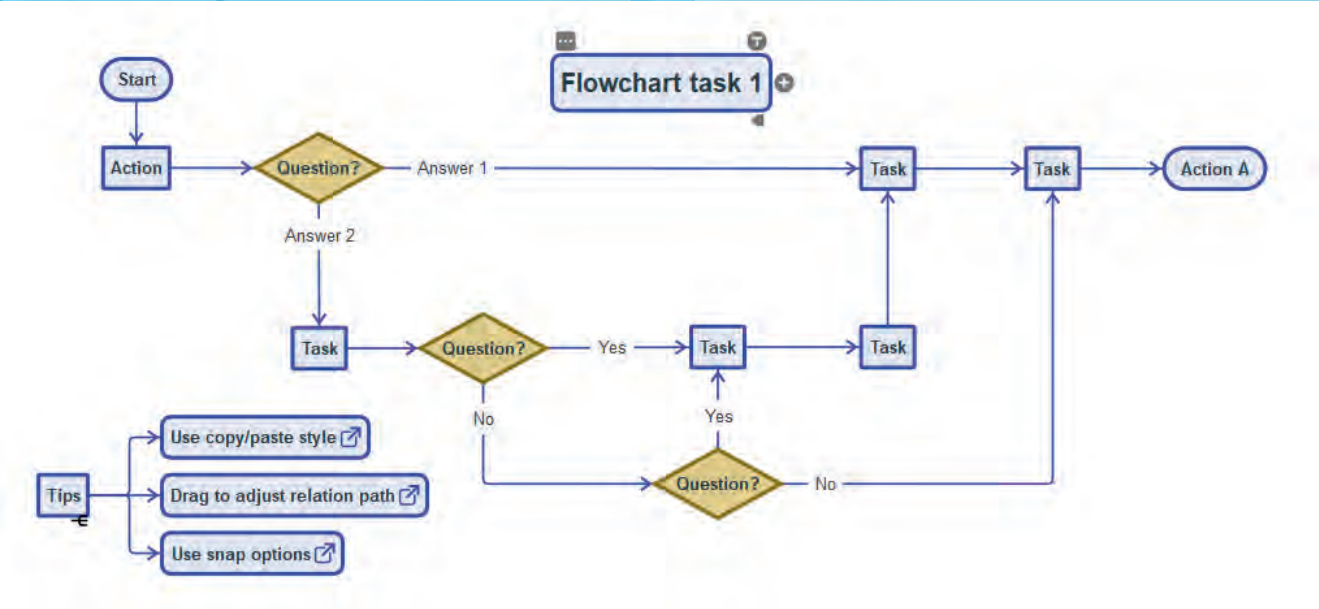 Flowchart task 1
Start
Action
Question?
Answer 1
Task
Task
Action A
Answer 2
Task
Question?
Yes
Task
Task
No
Yes
Question?
No
Tips
Use copy/paste style
Drag to adjust relation path
Use snap options